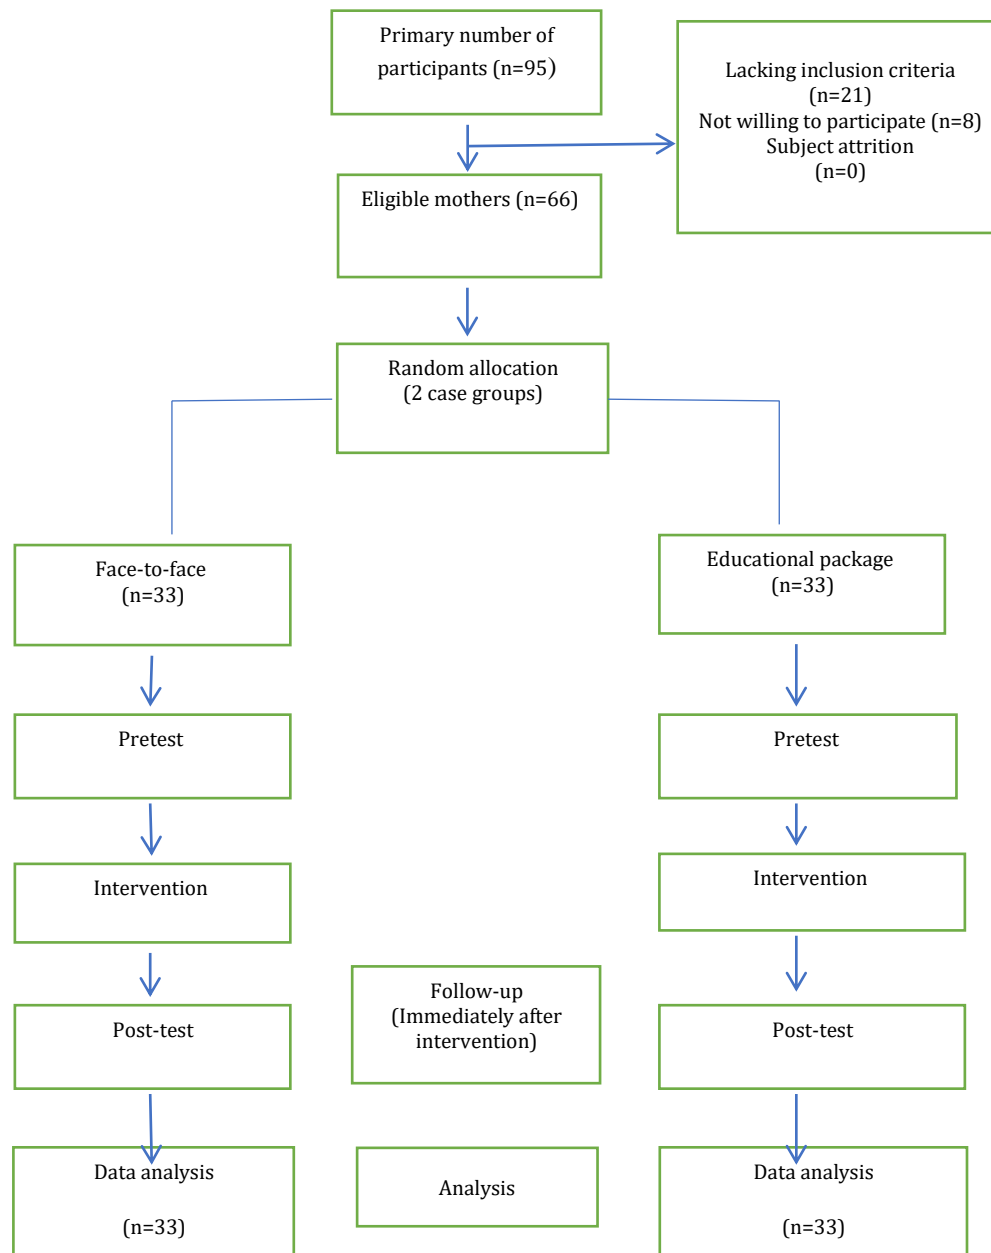 Primary number of
participants (n=95)
Lacking inclusion criteria
(n=21)
Not willing to participate (n=8)
Subject attrition
(n=0)
Eligible mothers (n=66)
Random allocation
(2 case groups)
Face-to-face
(n=33)
Educational package
(n=33)
Pretest
Pretest
Intervention
Intervention
Post-test
Follow-up
(Immediately after
intervention)
Post-test
Data analysis
(n=33)
Analysis
Data analysis
(n=33)